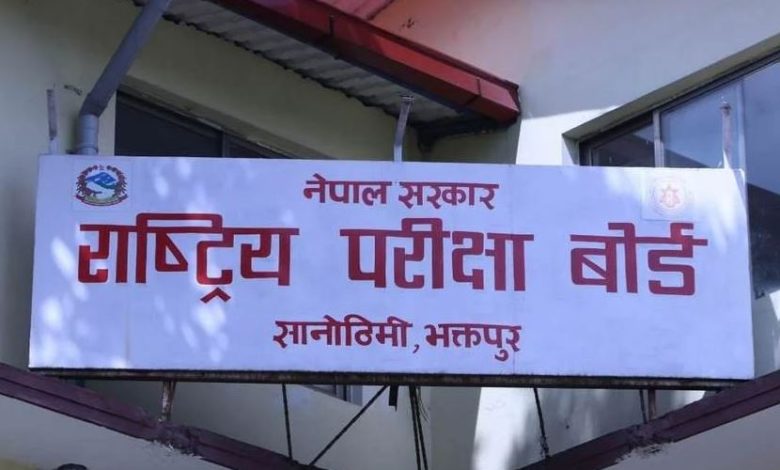 नेपाल सरकार
राष्ट्रिय परीक्षा बोर्ड
सानोठिमी, भक्तपुर